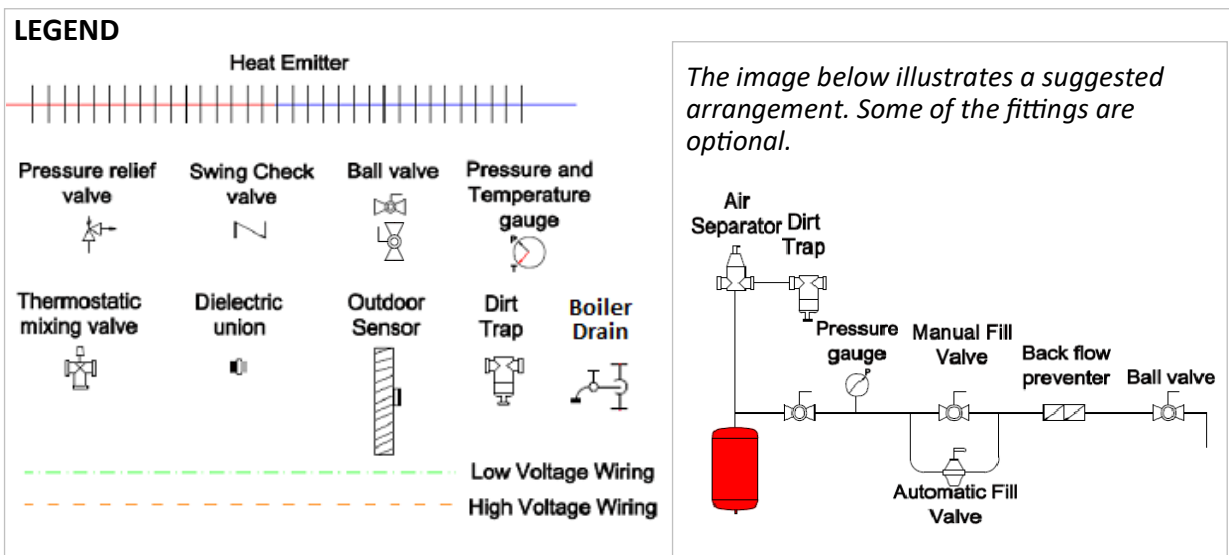 LEGEND
Heat Emitter
Pressure relief
valve
Swing Check
valve
Ball valve
Pressure and
Temperature
gauge
P
T
Thermostatic
mixing valve
Dielectric
union
Outdoor
Sensor
Dirt
Trap
Boiler
Drain
Low Voltage Wiring
High Voltage Wiring
The image below illustrates a suggested
arrangement. Some of the fittings are
optional.
Air
Separator
Dirt
Trap
Pressure
gauge
P
Manual Fill
Valve
Back flow
preventer
Ball valve
Automatic Fill
Valve